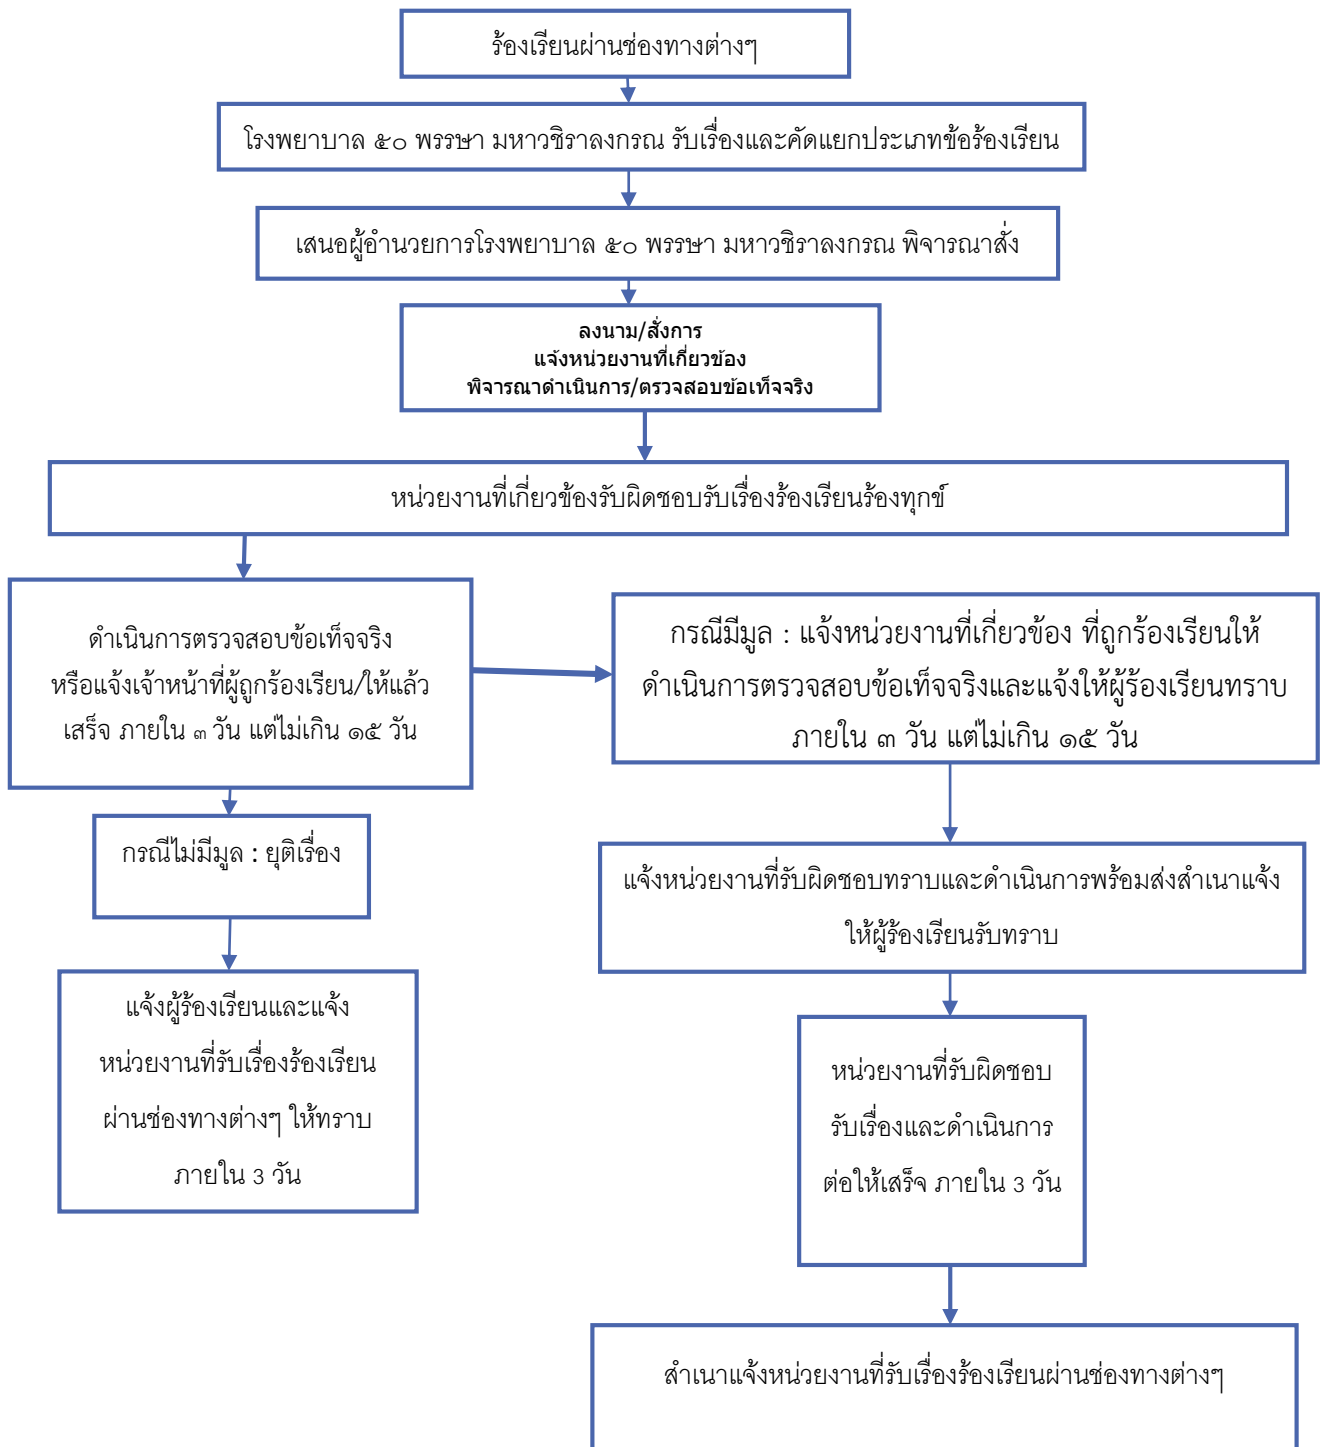 ร้องเรียนผ่านช่องทางต่างๆ
โรงพยาบาล ๕๐ พรรษา มหาวชิราลงกรณ รับเรื่องและคัดแยกประเภทข้อร้องเรียน
เสนอผู้อำนวยการโรงพยาบาล ๕๐ พรรษา มหาวชิราลงกรณ พิจารณาสั่ง
ลงนาม/สั่งการ
แจ้งหน่วยงานที่เกี่ยวข้อง
พิจารณาดำเนินการ/ตรวจสอบข้อเท็จจริง
หน่วยงานที่เกี่ยวข้องรับผิดชอบรับเรื่องร้องเรียนร้องทุกข์
ดำเนินการตรวจสอบข้อเท็จจริง
หรือแจ้งเจ้าหน้าที่ผู้ถูกร้องเรียน/ให้แล้ว
เสร็จ ภายใน ๓ วัน แต่ไม่เกิน ๑๕ วัน
กรณีมีมูล : แจ้งหน่วยงานที่เกี่ยวข้อง ที่ถูกร้องเรียนให้
ดำเนินการตรวจสอบข้อเท็จจริงและแจ้งให้ผู้ร้องเรียนทราบ
ภายใน ๓ วัน แต่ไม่เกิน ๑๕ วัน
กรณีไม่มีมูล : ยุติเรื่อง
แจ้งผู้ร้องเรียนและแจ้ง
หน่วยงานที่รับเรื่องร้องเรียน
ผ่านช่องทางต่างๆ ให้ทราบ
ภายใน 3 วัน
แจ้งหน่วยงานที่รับผิดชอบทราบและดำเนินการพร้อมส่งสำเนาแจ้ง
ให้ผู้ร้องเรียนรับทราบ
หน่วยงานที่รับผิดชอบ
รับเรื่องและดำเนินการ
ต่อให้เสร็จ ภายใน 3 วัน
สำเนาแจ้งหน่วยงานที่รับเรื่องร้องเรียนผ่านช่องทางต่างๆ